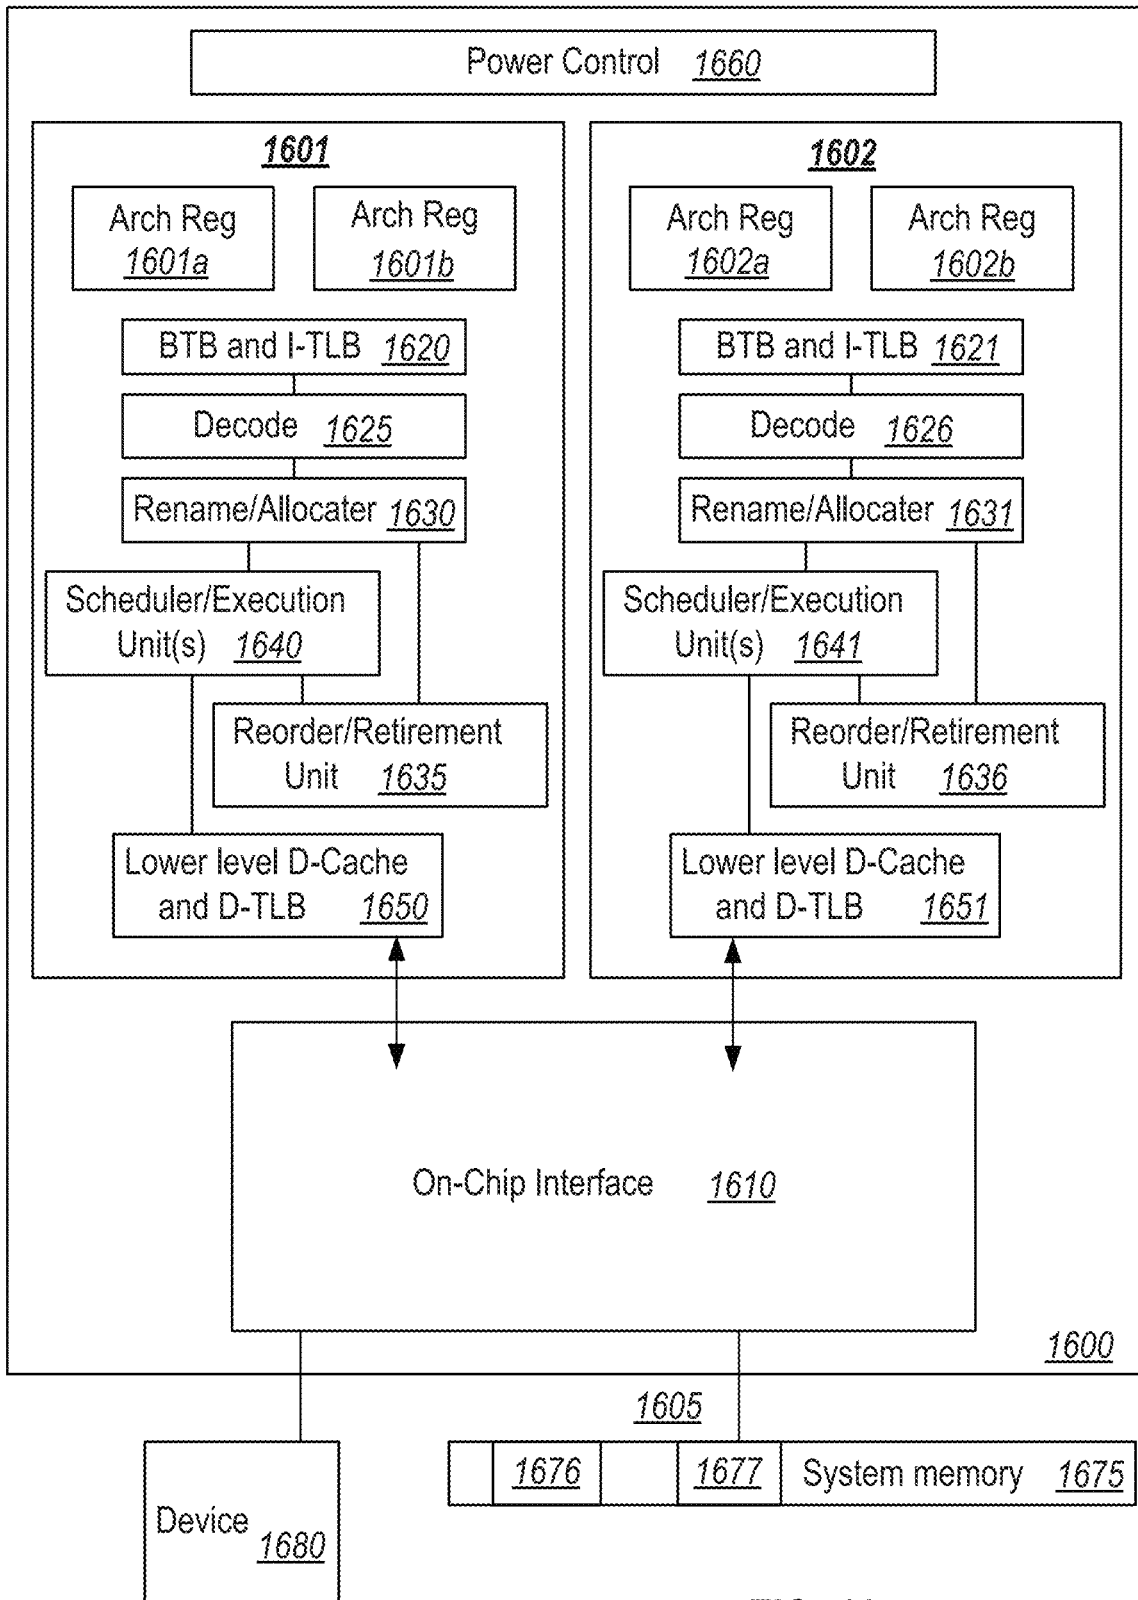 Power Control 1660
1601
Arch Reg
1601a
Arch Reg
1601b
BTB and I-TLB 1620
Decode 1625
Rename/Allocater 1630
Scheduler/Execution
Unit(s) 1640
Reorder/Retirement
Unit 1635
Lower level D-Cache
and D-TLB 1650
1602
Arch Reg
1602a
Arch Reg
1602b
BTB and I-TLB 1621
Decode 1626
Rename/Allocater 1631
Scheduler/Execution
Unit(s) 1641
Reorder/Retirement
Unit 1636
Lower level D-Cache
and D-TLB 1651
On-Chip Interface 1610
1600
1605
1676 1677 System memory 1675
Device 1680